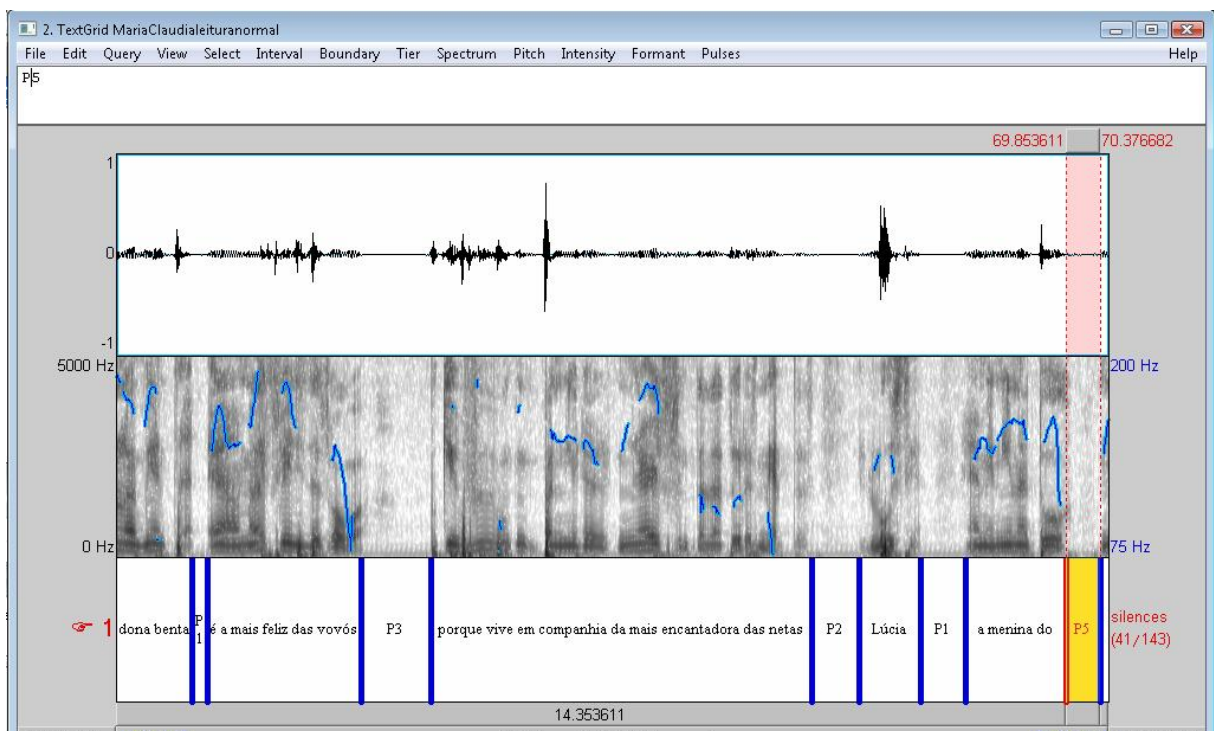 2. TextGrid MariaClaudialeituranormal
File Edit Query View Select Interval Boundary Tier Spectrum Pitch Intensity Formant Pulses Help
P5
69.853611 70.376682
1
0
-1
5000 Hz 200 Hz
0 Hz 75 Hz
1 dona benta P1 é a mais feliz das vovós P3 porque vive em companhia da mais encantadora das netas P2 Lúcia P1 a menina do P5 silences
(41/143)
14.353611